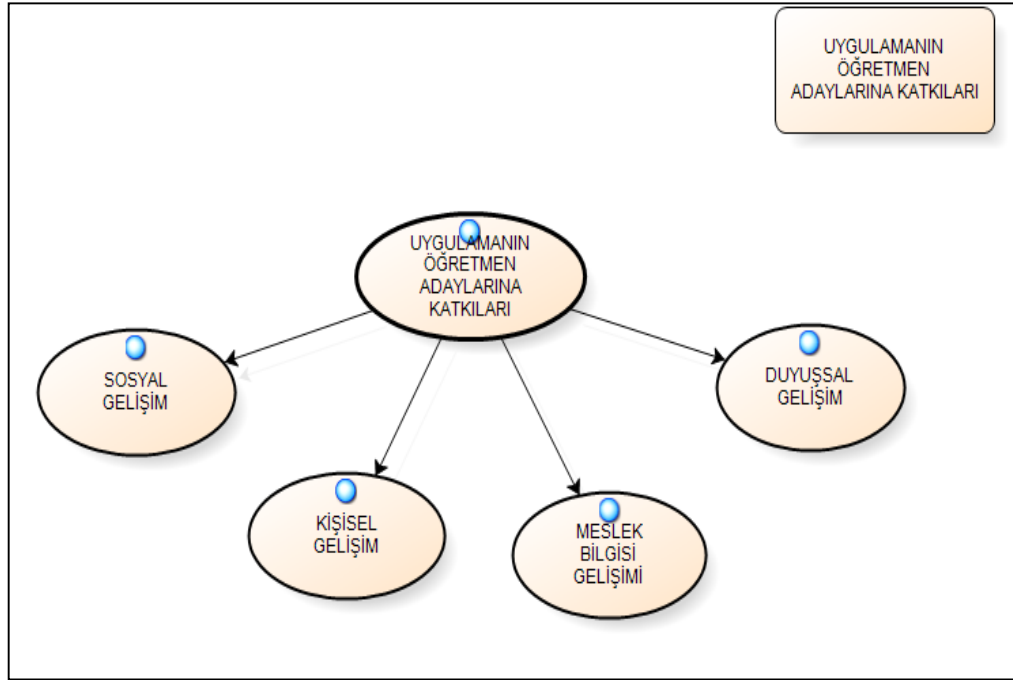 UYGULAMANIN
ÖĞRETMEN
ADAYLARINA KATKILARI
UYGULAMANIN
ÖĞRETMEN
ADAYLARINA
KATKILARI
SOSYAL
GELİŞİM
DUYUŞSAL
GELİŞİM
KİŞİSEL
GELİŞİM
MESLEK
BİLGİSİ
GELİŞİMİ